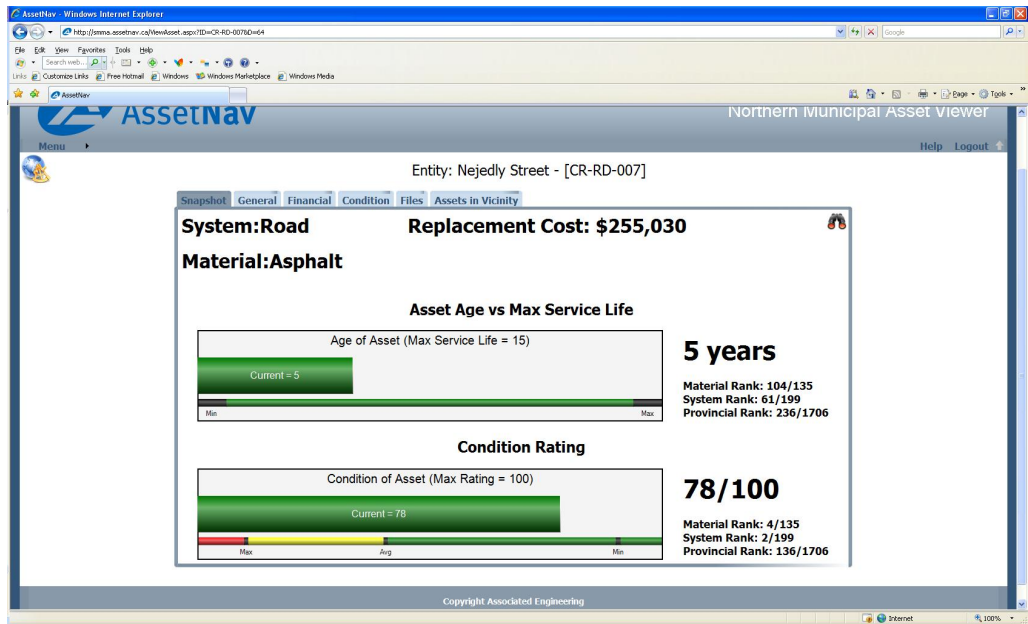 AssetNav - Windows Internet Explorer
http://smma.assetnav.ca/ViewAsset.aspx?ID=CR-RD-007&D=64
Google
File Edit View Favorites Tools Help
Search web...
Links Customize Links Free Hotmail Windows Windows Marketplace Windows Media
AssetNav
Page Tools
AssetNav
Northern Municipal Asset Viewer
Menu
Help Logout
Entity: Nejedly Street - [CR-RD-007]
Snapshot General Financial Condition Files Assets in Vicinity
System:Road Replacement Cost: $255,030
Material:Asphalt
Asset Age vs Max Service Life
Age of Asset (Max Service Life = 15)
Current = 5
Min Max
5 years
Material Rank: 104/135
System Rank: 61/199
Provincial Rank: 236/1706
Condition Rating
Condition of Asset (Max Rating = 100)
Current = 78
Max Avg Min
78/100
Material Rank: 4/135
System Rank: 2/199
Provincial Rank: 136/1706
Copyright Associated Engineering
Internet 100%